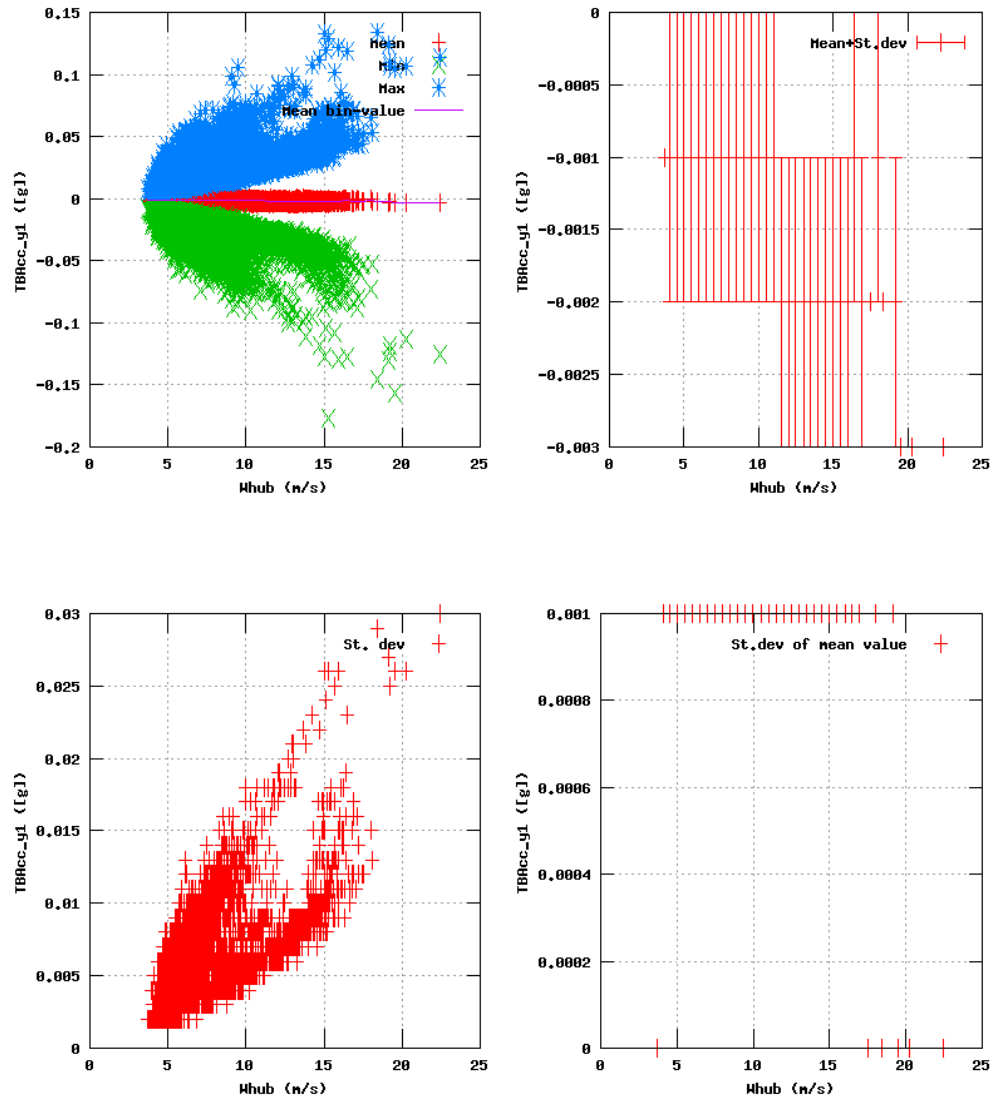 0.15
0.1
0.05
0
-0.05
-0.1
-0.15
-0.2
0 5 10 15 20 25
TBAcc_y1 ([g])
Whub (m/s)
Mean
Min
Max
Mean bin-value
0
-0.0005
-0.001
-0.0015
-0.002
-0.0025
-0.003
0 5 10 15 20 25
TBAcc_y1 ([g])
Whub (m/s)
Mean+St.dev
0.03
0.025
0.02
0.015
0.01
0.005
0
0 5 10 15 20 25
TBAcc_y1 ([g])
Whub (m/s)
St. dev
0.001
0.0008
0.0006
0.0004
0.0002
0
0 5 10 15 20 25
TBAcc_y1 ([g])
Whub (m/s)
St.dev of mean value